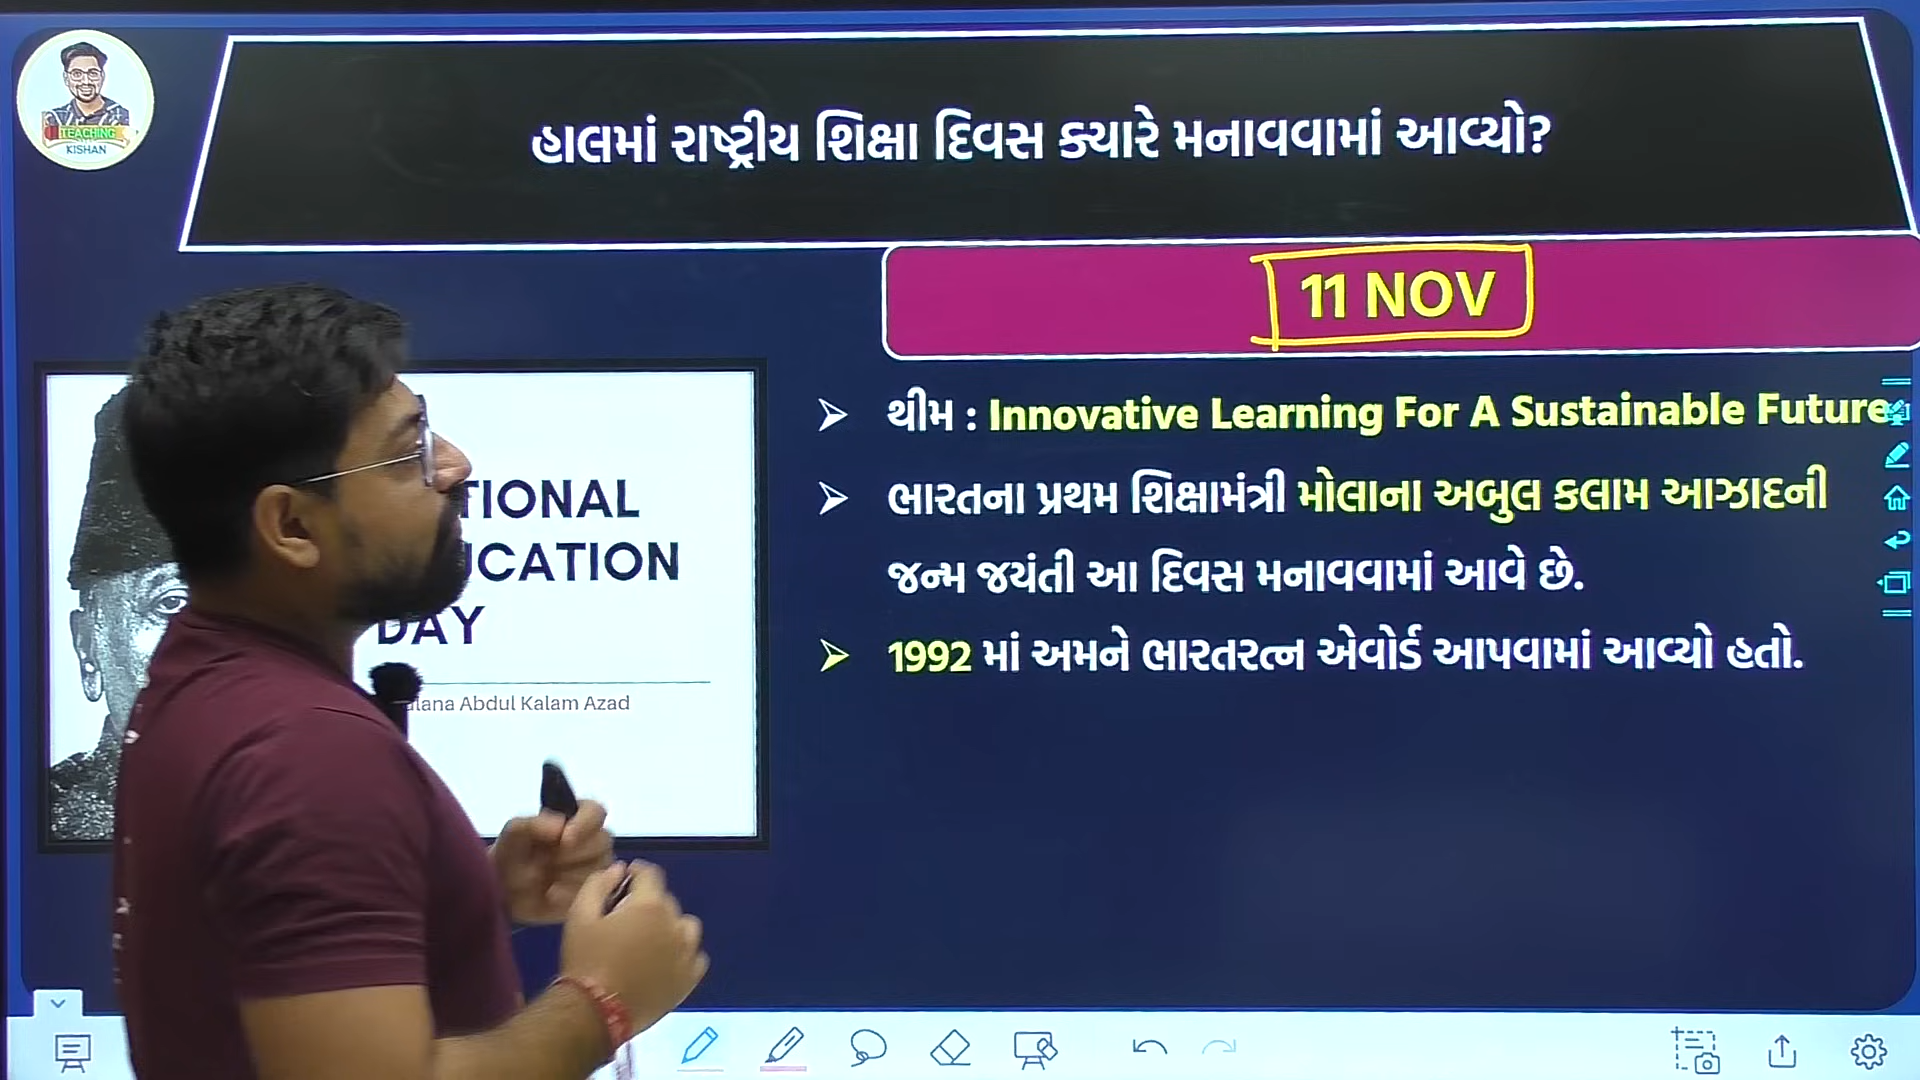 TEACHING
KISHAN
હાલમાં રાષ્ટ્રીય શિક્ષા દિવસ ક્યારે મનાવવામાં આવ્યો?
11 NOV
થીમ : Innovative Learning For A Sustainable Future
ભારતના પ્રથમ શિક્ષામંત્રી મોલાના અબુલ કલામ આઝાદની
જન્મ જયંતી આ દિવસ મનાવવામાં આવે છે.
1992 માં અમને ભારતરત્ન એવોર્ડ આપવામાં આવ્યો હતો.
TIONAL
UCATION
DAY
ulana Abdul Kalam Azad